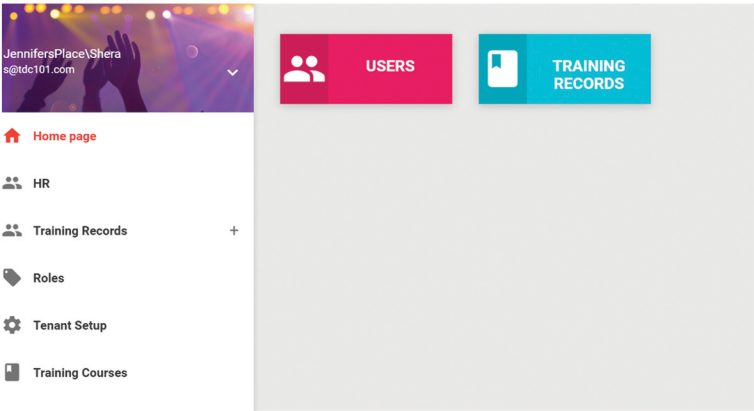 JennifersPlace\Shera
s@tdc101.com
Home page
HR
Training Records +
Roles
Tenant Setup
Training Courses
USERS
TRAINING
RECORDS